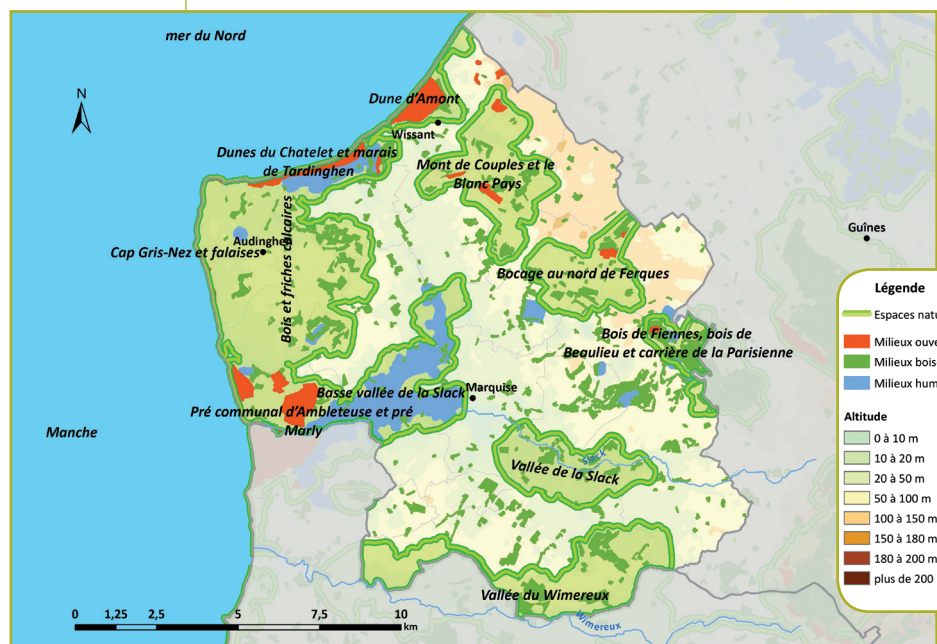 mer du Nord
N
Dune d'Amont
Wissant
Dunes du Chatelet et marais
de Tardinghen
Mont de Couples et le
Blanc Pays
Guînes
Audinghen
Cap Gris-Nez et falaises
Bois et friches calcaires
Bocage au nord de Ferques
Bois de Fiennes, bois de
Beaulieu et carrière de la Parisienne
Basse vallée de la Slack
Marquise
Pré communal d'Ambleteuse et pré
Marly
Manche
Slack
Vallée de la Slack
Vallée du Wimereux
Wimereux
0 1,25 2,5 5 7,5 10
km
Légende
Espaces natu
Milieux ouve
Milieux bois
Milieux hum
Altitude
0 à 10 m
10 à 20 m
20 à 50 m
50 à 100 m
100 à 150 m
150 à 180 m
180 à 200 m
plus de 200